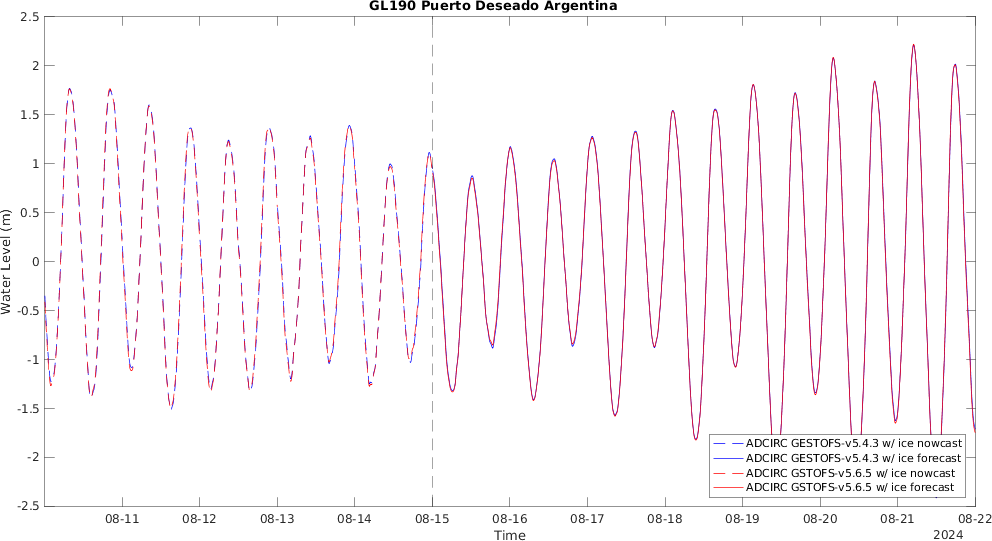 GL190 Puerto Deseado Argentina
2.5
2
1.5
1
0.5
0
-0.5
-1
-1.5
-2
-2.5
Water Level (m)
ADCIRC GESTOFS-v5.4.3 w/ ice nowcast
ADCIRC GESTOFS-v5.4.3 w/ ice forecast
ADCIRC GSTOFS-v5.6.5 w/ ice nowcast
ADCIRC GSTOFS-v5.6.5 w/ ice forecast
08-11 08-12 08-13 08-14 08-15 08-16 08-17 08-18 08-19 08-20 08-21 08-22
Time
2024